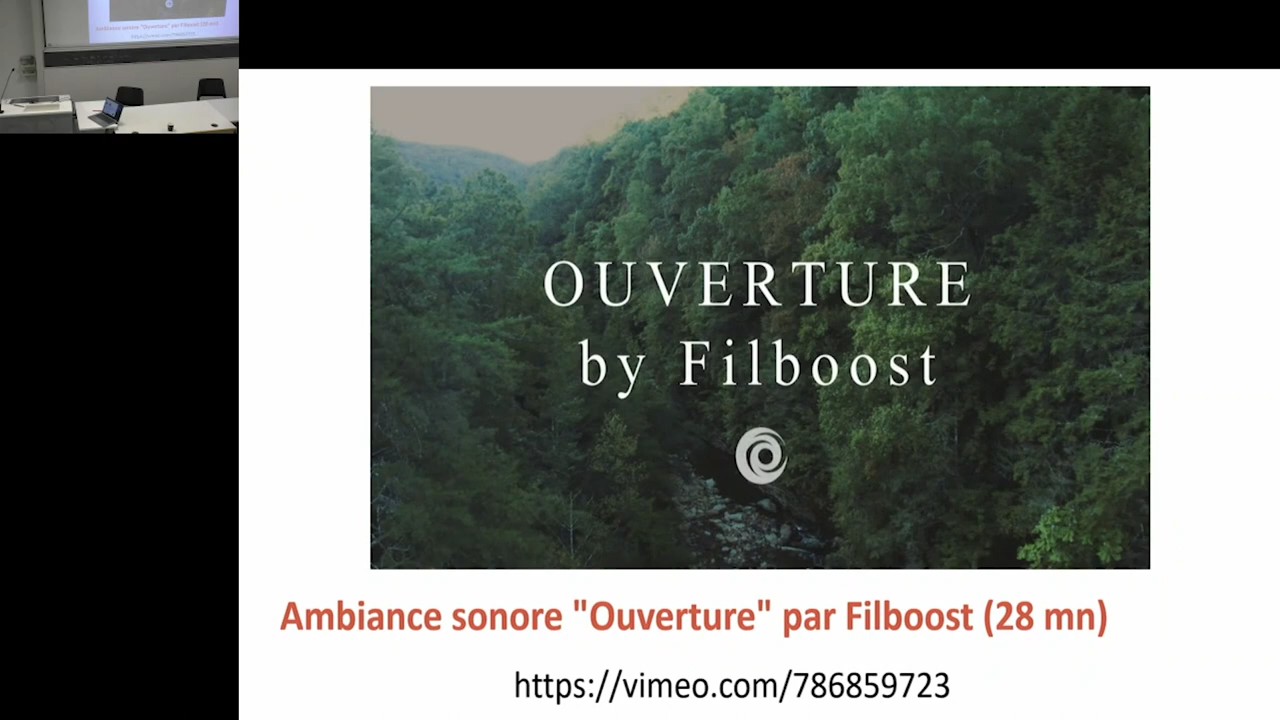 OUVERTURE
by Filboost
Ambiance sonore "Ouverture" par Filboost (28 mn)
https://vimeo.com/786859723